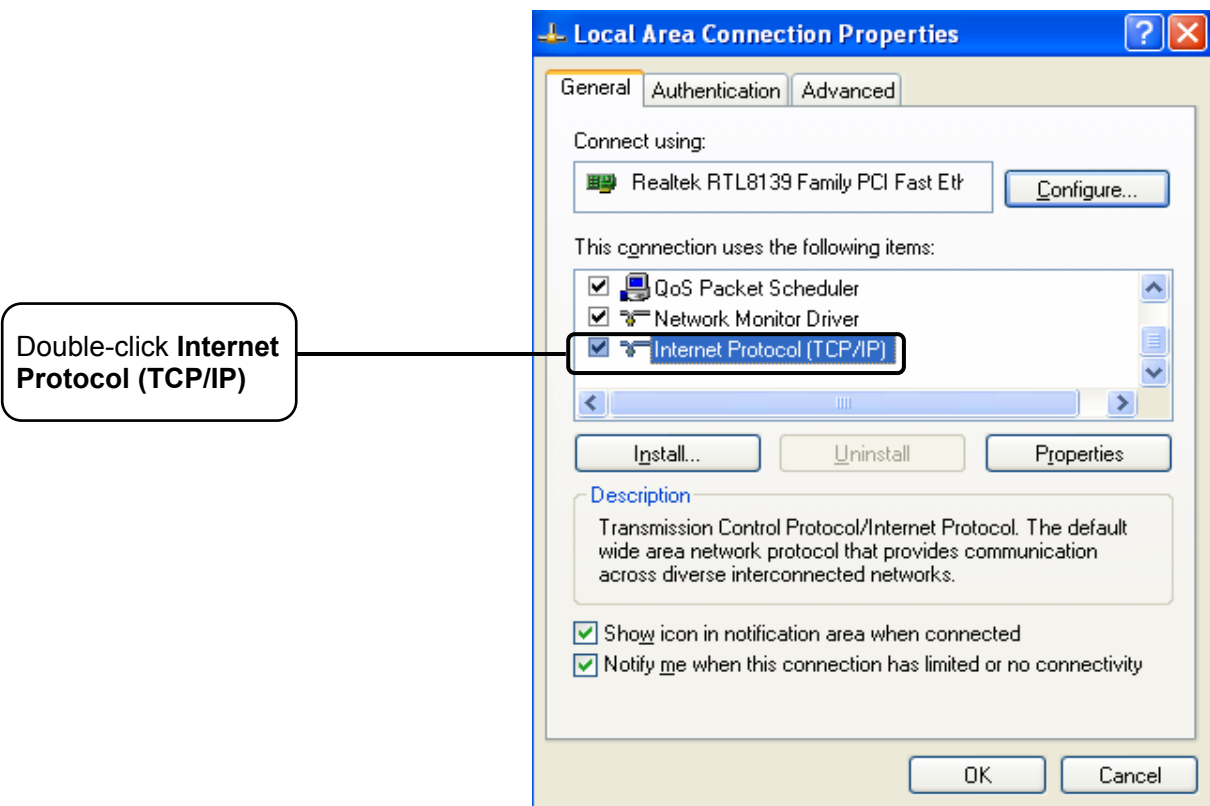 Local Area Connection Properties
General Authentication Advanced
Connect using:
Realtek RTL8139 Family PCI Fast Eth
Configure...
This connection uses the following items:
QoS Packet Scheduler
Network Monitor Driver
Internet Protocol (TCP/IP)
Double-click Internet
Protocol (TCP/IP)
Install... Uninstall Properties
Description
Transmission Control Protocol/Internet Protocol. The default
wide area network protocol that provides communication
across diverse interconnected networks.
Show icon in notification area when connected
Notify me when this connection has limited or no connectivity
OK Cancel